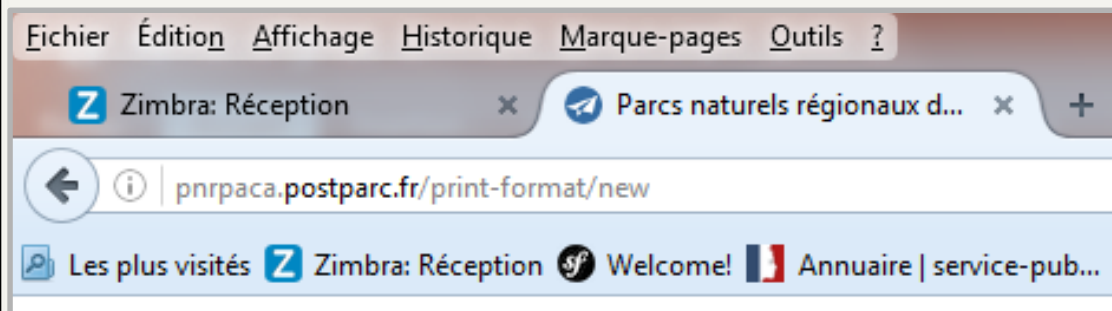 Fichier Édition Affichage Historique Marque-pages Outils ?
Z Zimbra: Réception × Parcs naturels régionaux d... × +
pnrpaca.postparc.fr/print-format/new
Les plus visités Z Zimbra: Réception sf Welcome! Annuaire | service-pub...